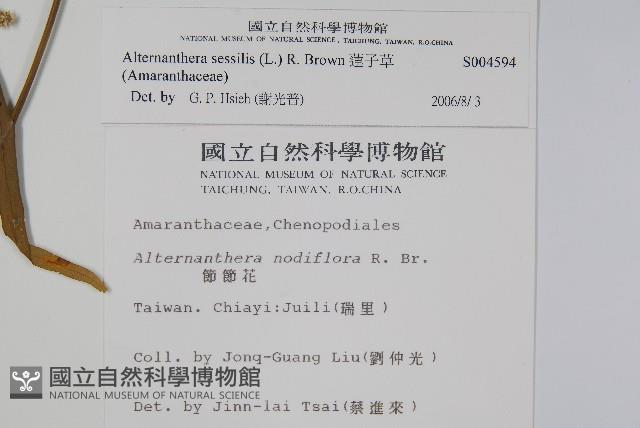 國立自然科學博物館
NATIONAL MUSEUM OF NATURAL SCIENCE, TAICHUNG, TAIWAN, R.O.CHINA
Alternanthera sessilis (L.) R. Brown 蓮子草 S004594
(Amaranthaceae)
Det. by G. P. Hsieh (謝光普) 2006/8/3
國立自然科學博物館
NATIONAL MUSEUM OF NATURAL SCIENCE
TAICHUNG, TAIWAN, R.O.CHINA
Amaranthaceae,Chenopodiales
Alternanthera nodiflora R. Br.
節節花
Taiwan. Chiayi:Juili(瑞里)
Coll. by Jong-Guang Liu(劉仲光)
國立自然科學博物館
NATIONAL MUSEUM OF NATURAL SCIENCE
Det. by Jinn-lai Tsai(蔡進來)